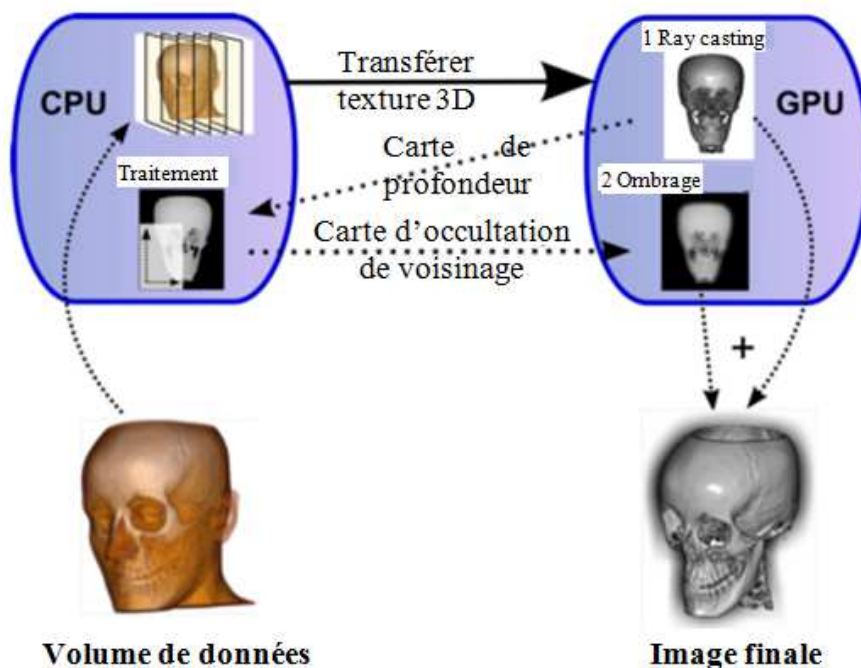 1 Ray casting
CPU
Transférer
texture 3D
GPU
Traitement
Carte de
profondeur
2 Ombrage
Carte d'occultation
de voisinage
+
Volume de données
Image finale